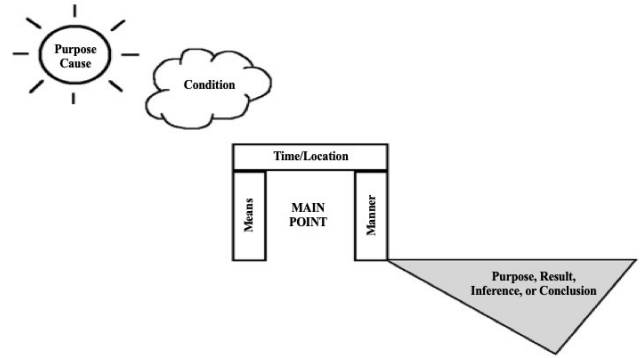 Purpose
Cause
Condition
Time/Location
Means
MAIN
POINT
Manner
Purpose, Result,
Inference, or Conclusion